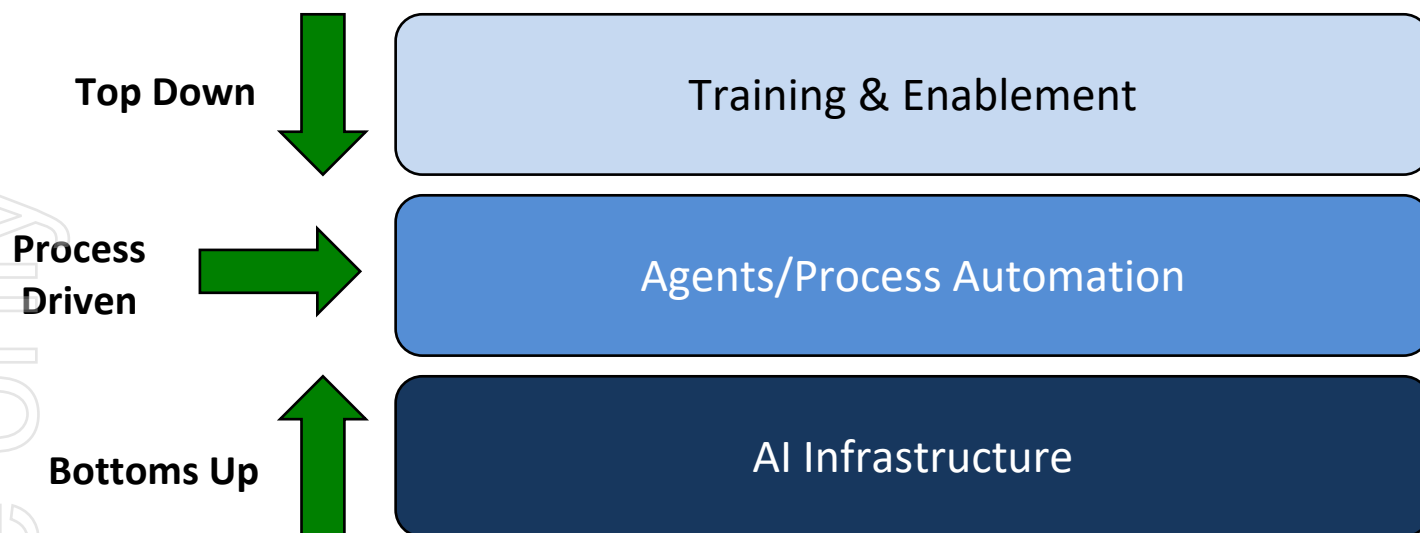 Top Down
Training & Enablement
Process
Driven
Agents/Process Automation
Bottoms Up
AI Infrastructure